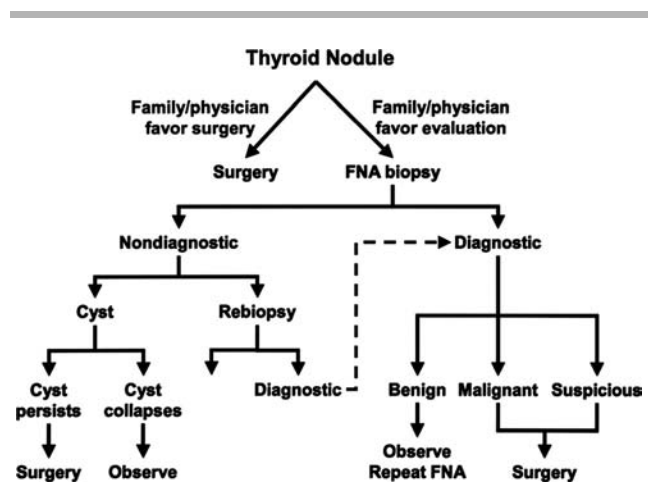 Thyroid Nodule
Family/physician
favor surgery
Family/physician
favor evaluation
Surgery
FNA biopsy
Nondiagnostic
Diagnostic
Cyst
Rebiopsy
Cyst
persists
Cyst
collapses
Diagnostic
Benign
Malignant
Suspicious
Surgery
Observe
Observe
Repeat FNA
Surgery